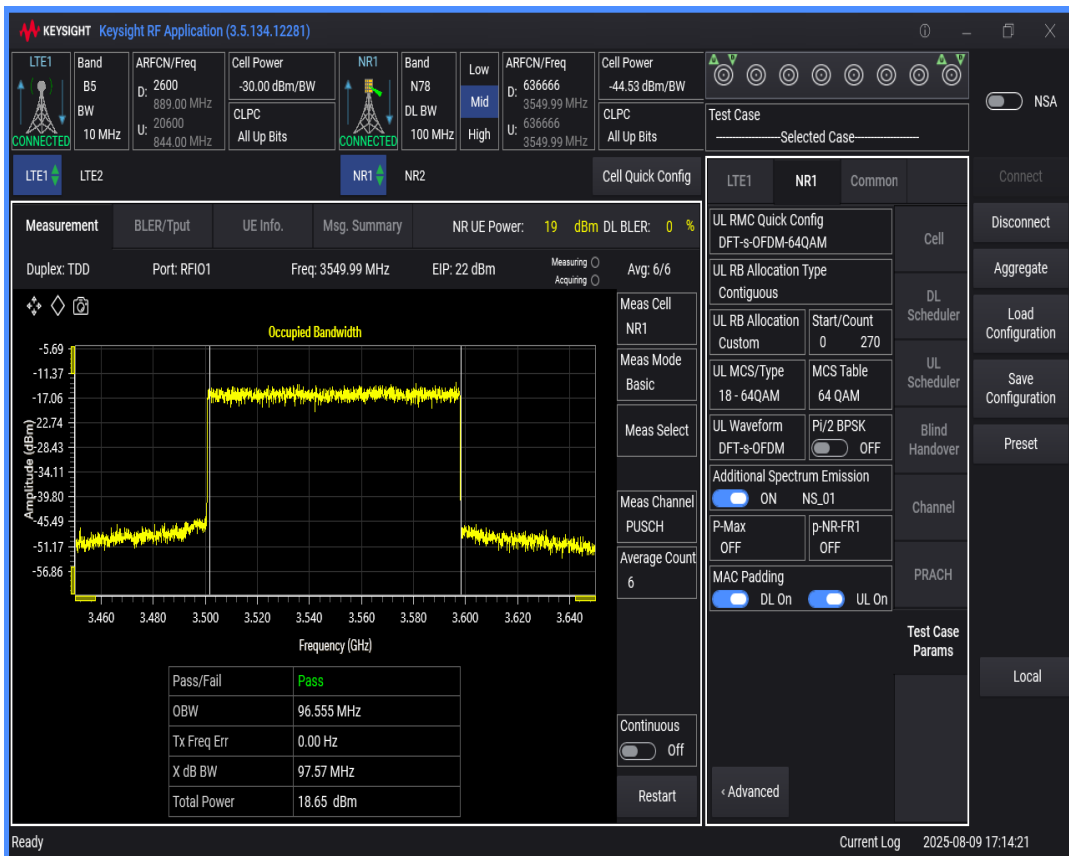 KEYSIGHT Keysight RF Application (3.5.134.12281)
LTE1
CONNECTED
Band
B5
BW
10 MHz
ARFCN/Freq
D: 2600
889.00 MHz
U: 20600
844.00 MHz
Cell Power
-30.00 dBm/BW
CLPC
All Up Bits
NR1
CONNECTED
Band
N78
DL BW
100 MHz
Low
Mid
High
ARFCN/Freq
D: 636666
3549.99 MHz
U: 636666
3549.99 MHz
Cell Power
-44.53 dBm/BW
CLPC
All Up Bits
Test Case
-----------------Selected Case-------------
NSA
LTE1 LTE2 NR1 NR2 Cell Quick Config
Measurement BLER/Tput UE Info. Msg. Summary NR UE Power: 19 dBm DL BLER: 0 %
Duplex: TDD Port: RFIO1 Freq: 3549.99 MHz EIP: 22 dBm Measuring Acquiring Avg: 6/6
Occupied Bandwidth
Amplitude (dBm)
-5.69
-11.37
-17.06
-22.74
-28.43
-34.11
-39.80
-45.49
-51.17
-56.86
3.460 3.480 3.500 3.520 3.540 3.560 3.580 3.600 3.620 3.640
Frequency (GHz)
Pass/Fail Pass
OBW 96.555 MHz
Tx Freq Err 0.00 Hz
X dB BW 97.57 MHz
Total Power 18.65 dBm
Meas Cell
NR1
Meas Mode
Basic
Meas Select
Meas Channel
PUSCH
Average Count
6
Continuous
Off
Restart
LTE1 NR1 Common
UL RMC Quick Config
DFT-s-OFDM-64QAM
UL RB Allocation Type
Contiguous
UL RB Allocation
Custom
Start/Count
0 270
UL MCS/Type
18 - 64QAM
MCS Table
64 QAM
UL Waveform
DFT-s-OFDM
Pi/2 BPSK
OFF
Additional Spectrum Emission
ON NS_01
P-Max
OFF
p-NR-FR1
OFF
MAC Padding
DL On UL On
‹ Advanced
Cell
DL
Scheduler
UL
Scheduler
Blind
Handover
Channel
PRACH
Test Case
Params
Connect
Disconnect
Aggregate
Load
Configuration
Save
Configuration
Preset
Local
Ready Current Log 2025-08-09 17:14:21